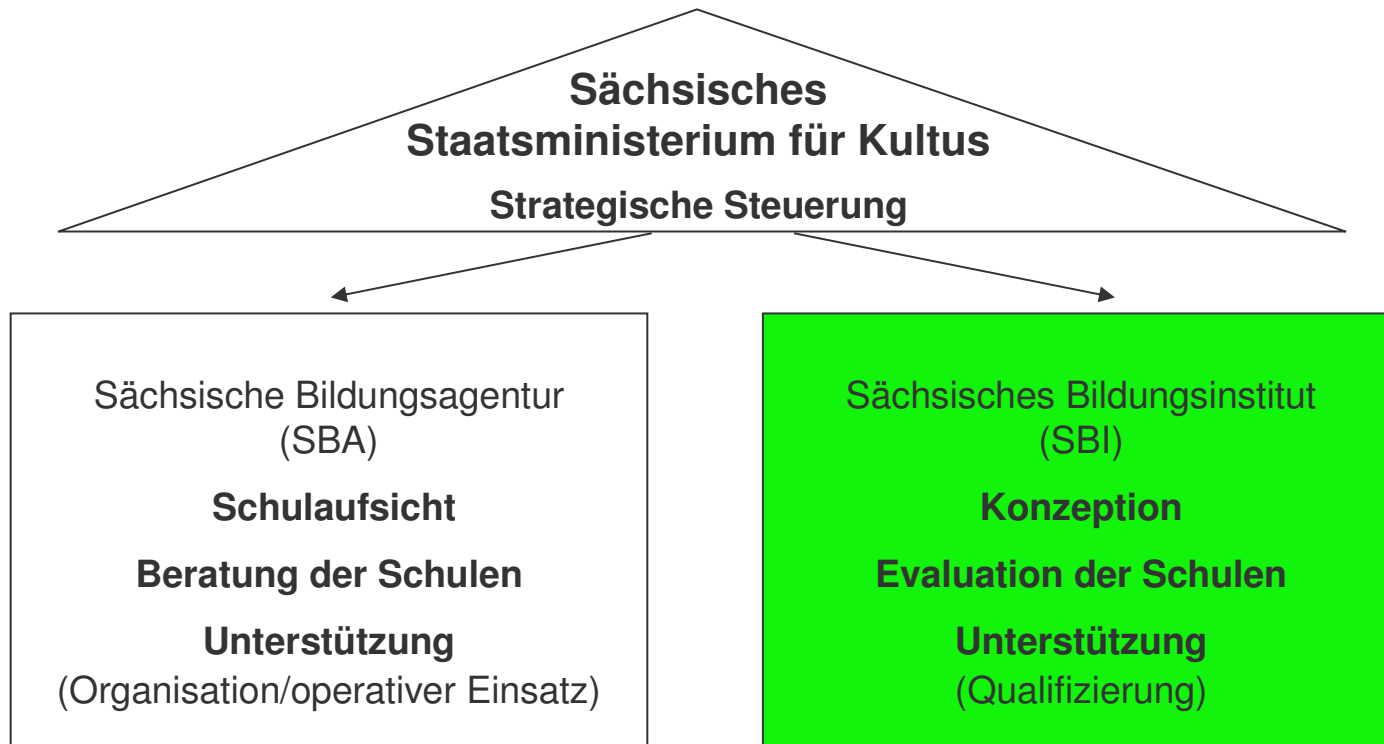 Sächsisches
Staatsministerium für Kultus
Strategische Steuerung
Sächsische Bildungsagentur
(SBA)
Schulaufsicht
Beratung der Schulen
Unterstützung
(Organisation/operativer Einsatz)
Sächsisches Bildungsinstitut
(SBI)
Konzeption
Evaluation der Schulen
Unterstützung
(Qualifizierung)